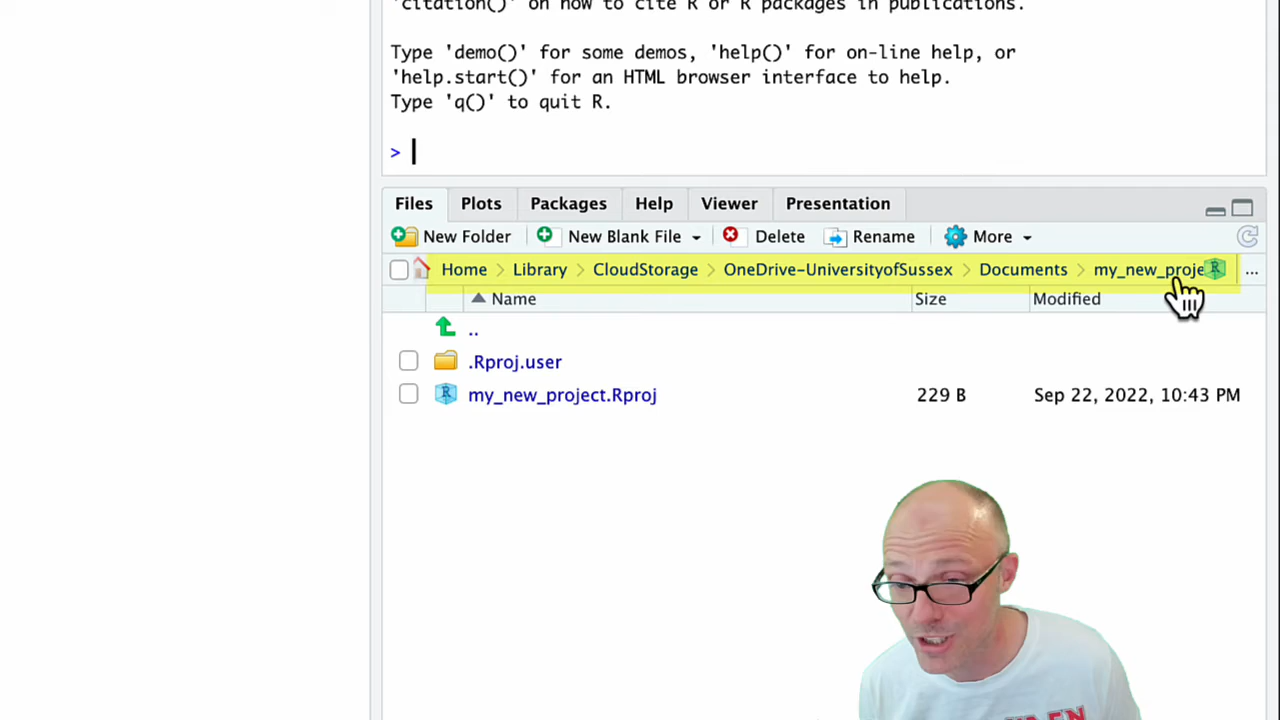 'citation()' on how to cite R or R packages in publications.
Type 'demo()' for some demos, 'help()' for on-line help, or
'help.start()' for an HTML browser interface to help.
Type 'q()' to quit R.
>
Files Plots Packages Help Viewer Presentation
New Folder New Blank File Delete Rename More
Home > Library > CloudStorage > OneDrive-UniversityofSussex > Documents > my_new_proje R ...
Name Size Modified
..
.Rproj.user
R my_new_project.Rproj 229 B Sep 22, 2022, 10:43 PM